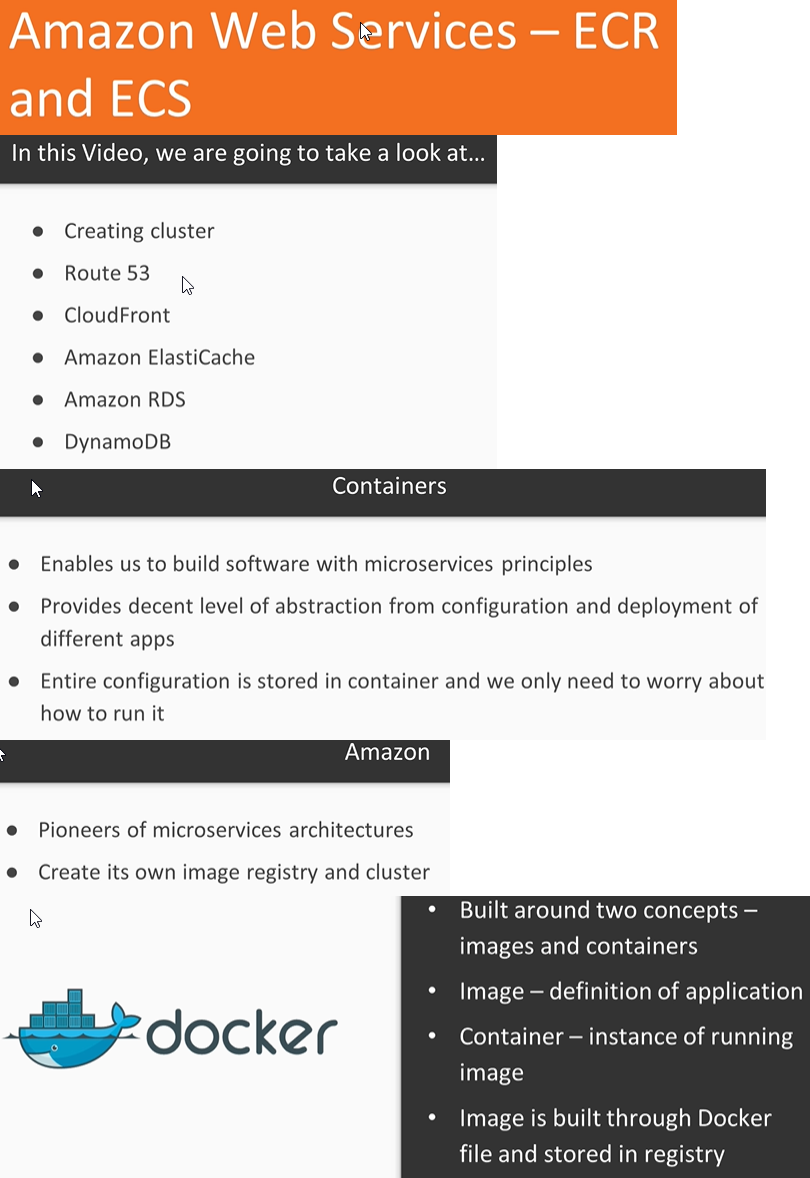 Amazon Web Services – ECR
and ECS
In this Video, we are going to take a look at...
● Creating cluster
● Route 53
● CloudFront
● Amazon ElastiCache
● Amazon RDS
● DynamoDB
Containers
● Enables us to build software with microservices principles
● Provides decent level of abstraction from configuration and deployment of
different apps
● Entire configuration is stored in container and we only need to worry about
how to run it
Amazon
● Pioneers of microservices architectures
● Create its own image registry and cluster
docker
• Built around two concepts –
images and containers
• Image – definition of application
• Container – instance of running
image
• Image is built through Docker
file and stored in registry